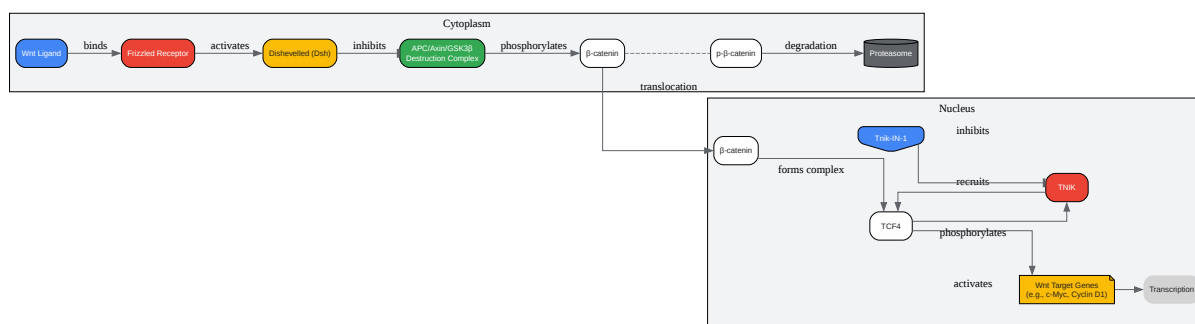 Cytoplasm
Wnt Ligand
binds
Frizzled Receptor
activates
Dishevelled (Dsh)
inhibits
APC/Axin/GSK3β
Destruction Complex
phosphorylates
β-catenin
p-β-catenin
degradation
Proteasome
translocation
Nucleus
Tnik-IN-1
inhibits
β-catenin
forms complex
recruits
TNIK
TCF4
phosphorylates
activates
Wnt Target Genes
(e.g., c-Myc, Cyclin D1)
Transcription